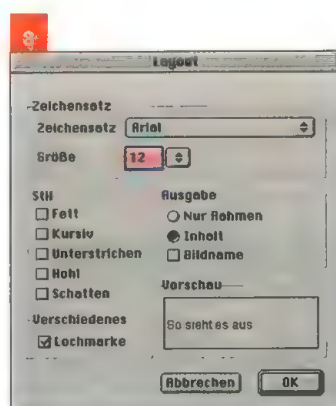 Layout
Zeichensatz
Zeichensatz Arial
Größe 12
Stil
Fett
Kursiv
Unterstrichen
Hohl
Schatten
Verschiedenes
Lochmarke
Ausgabe
Nur Rahmen
Inhalt
Bildname
Vorschau
So sieht es aus
Abbrechen OK